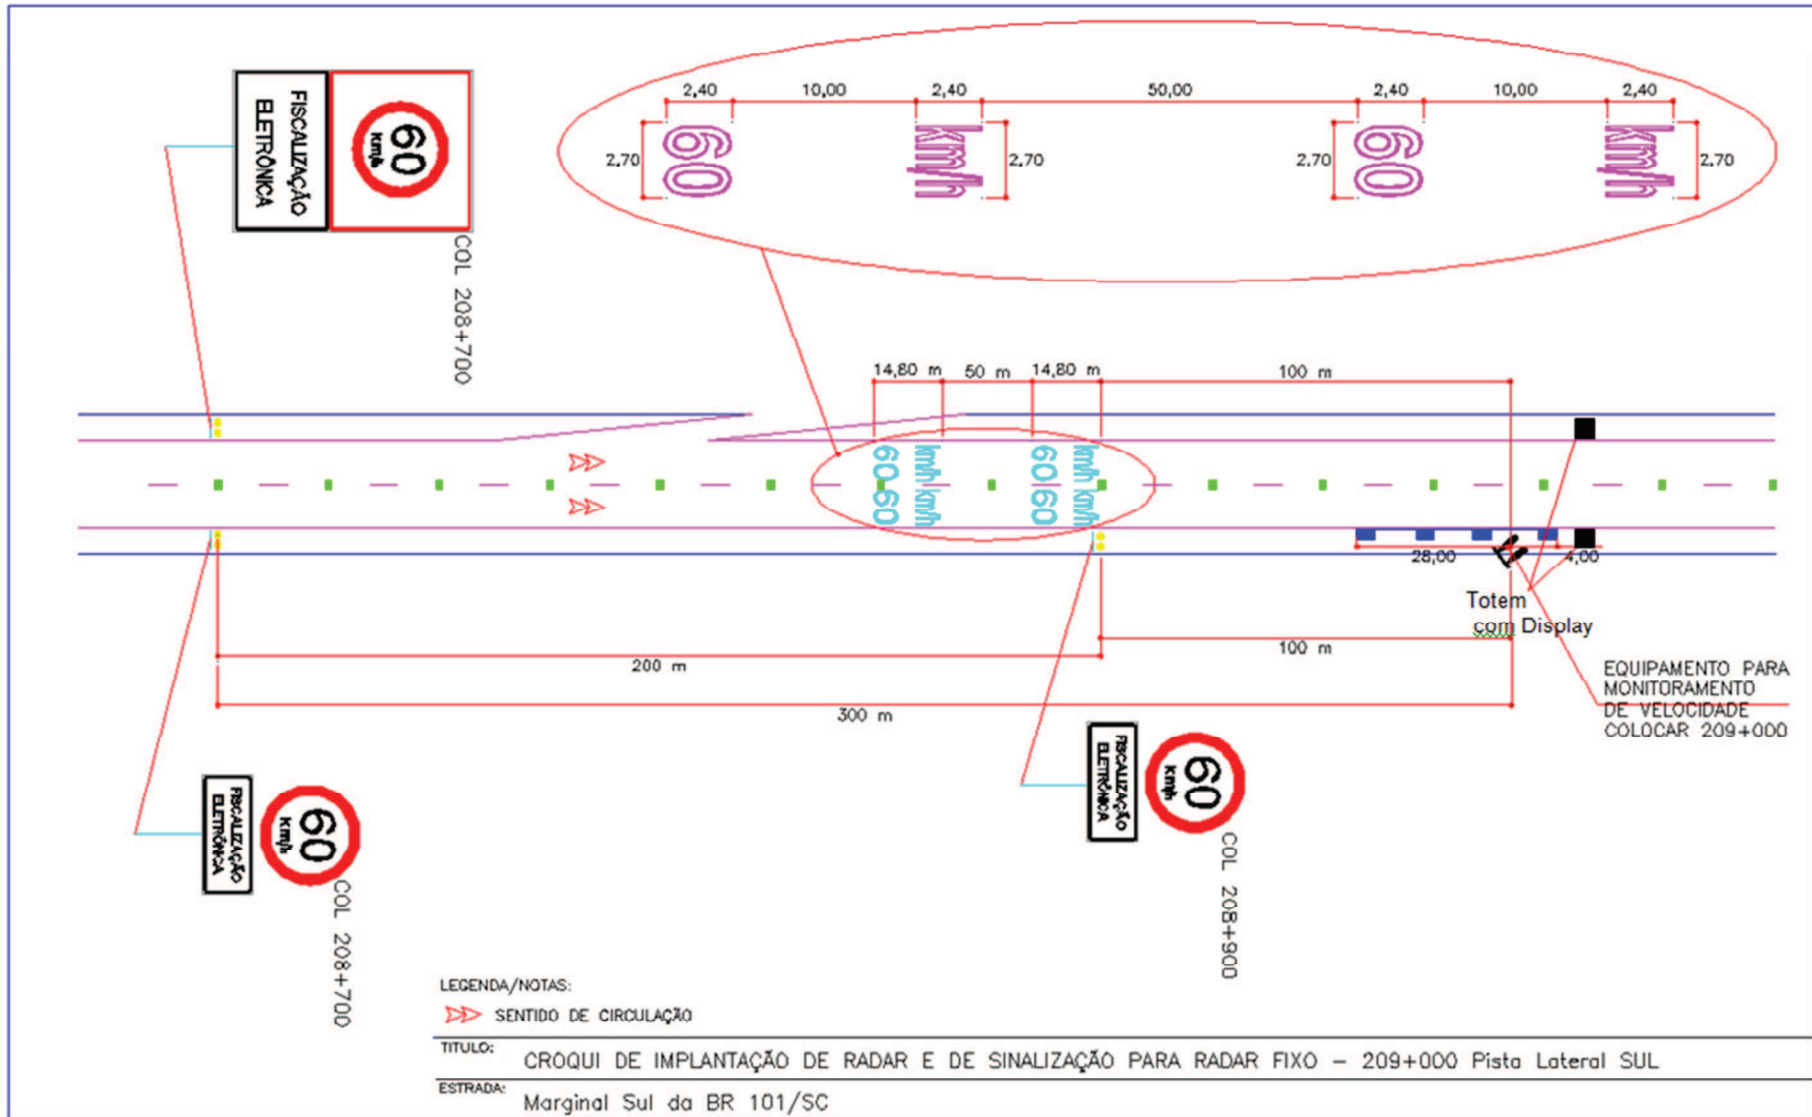 2,40
10,00
2,40
50,00
2,40
10,00
2,40
60
km/h
60
km/h
2.70
2.70
2.70
2.70
FISCALIZAÇÃO
ELETRÔNICA
60
km/h
COL 208+700
14,80 m
50 m
14,80 m
100 m
60 60
km/h km/h
60 60
km/h km/h
28,00
4,00
Totem
com Display
100 m
200 m
300 m
EQUIPAMENTO PARA
MONITORAMENTO
DE VELOCIDADE
COLOCAR 209+000
FISCALIZAÇÃO
ELETRÔNICA
60
km/h
COL 208+900
FISCALIZAÇÃO
ELETRÔNICA
60
km/h
COL 208+700
LEGENDA/NOTAS:
SENTIDO DE CIRCULAÇÃO
TITULO: CROQUI DE IMPLANTAÇÃO DE RADAR E DE SINALIZAÇÃO PARA RADAR FIXO - 209+000 Pista Lateral SUL
ESTRADA: Marginal Sul da BR 101/SC